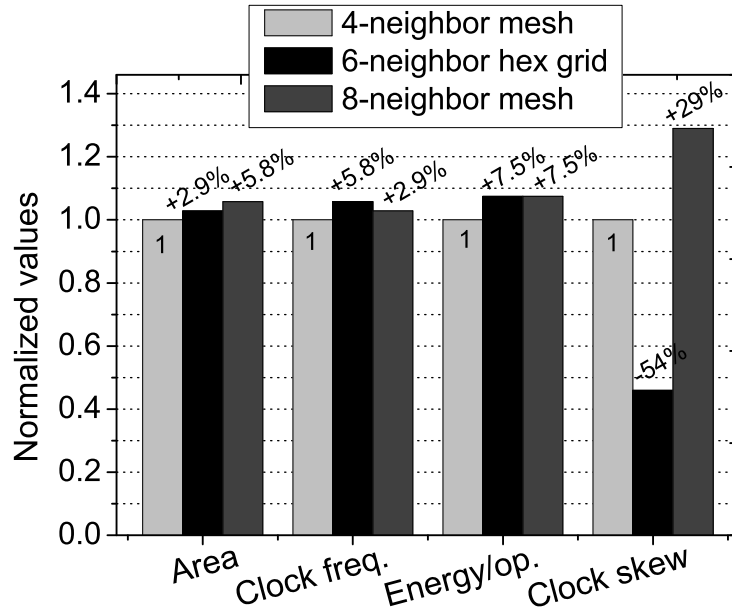 4-neighbor mesh
6-neighbor hex grid
8-neighbor mesh
Normalized values
1.4
1.2
1.0
0.8
0.6
0.4
0.2
0.0
1
+2.9%
+5.8%
1
+5.8%
+2.9%
1
+7.5%
+7.5%
1
-54%
+29%
Area
Clock freq.
Energy/op.
Clock skew